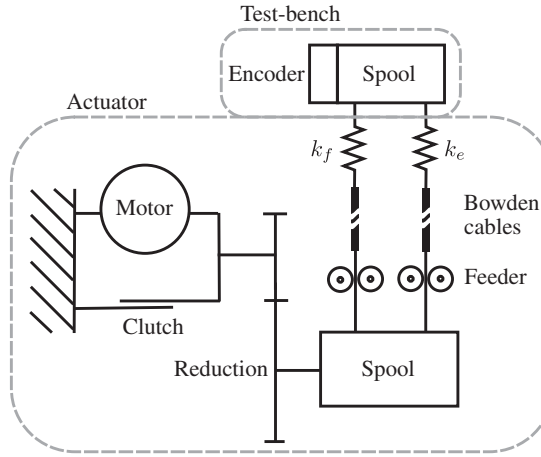 Test-bench
Encoder
Spool
Actuator
k_f
k_e
Motor
Bowden
cables
Feeder
Clutch
Reduction
Spool